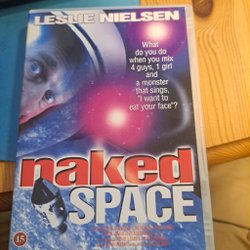 LESLIE NIELSEN
What
do you do
when you mix
4 guys, 1 girl
and a
monster
that sings,
"I want to
eat your face"?
naked
SPACE
15